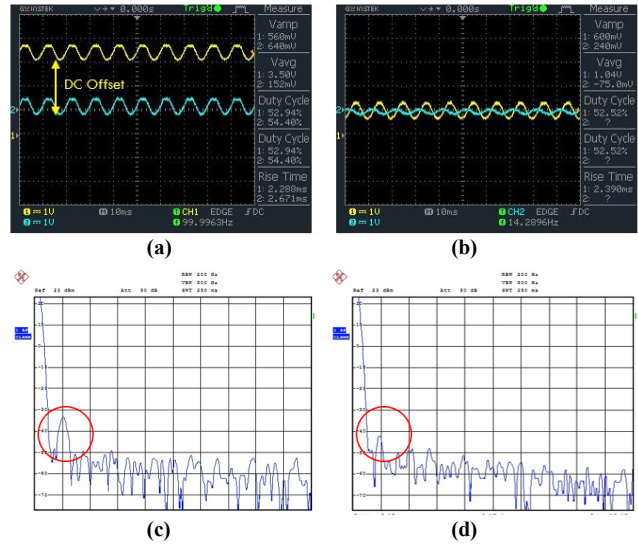 GWINSTEK 0.000s Trig'd Measure
Vamp
1: 560mV
2: 640mV
Vavg
1: 3.50V
2: 152mV
Duty Cycle
1: 52.94%
2: 54.40%
Duty Cycle
1: 52.94%
2: 54.40%
Rise Time
1: 2.288ms
2: 2.671ms
DC Offset
1 1V M 10ms T CH1 EDGE DC
2 1V f 99.9963Hz
(a)
GWINSTEK 0.000s Trig'd Measure
Vamp
1: 600mV
2: 240mV
Vavg
1: 1.04V
2: -75.0mV
Duty Cycle
1: 52.52%
2: ?
Duty Cycle
1: 52.52%
2: ?
Rise Time
1: 2.390ms
2: ?
1 1V M 10ms T CH2 EDGE DC
2 1V f 14.2896Hz
(b)
RBW 200 Hz
VBW 500 Hz
Ref 23 dBm Att 50 dB SWT 290 ms
(c)
RBW 200 Hz
VBW 500 Hz
Ref 23 dBm Att 50 dB SWT 290 ms
(d)